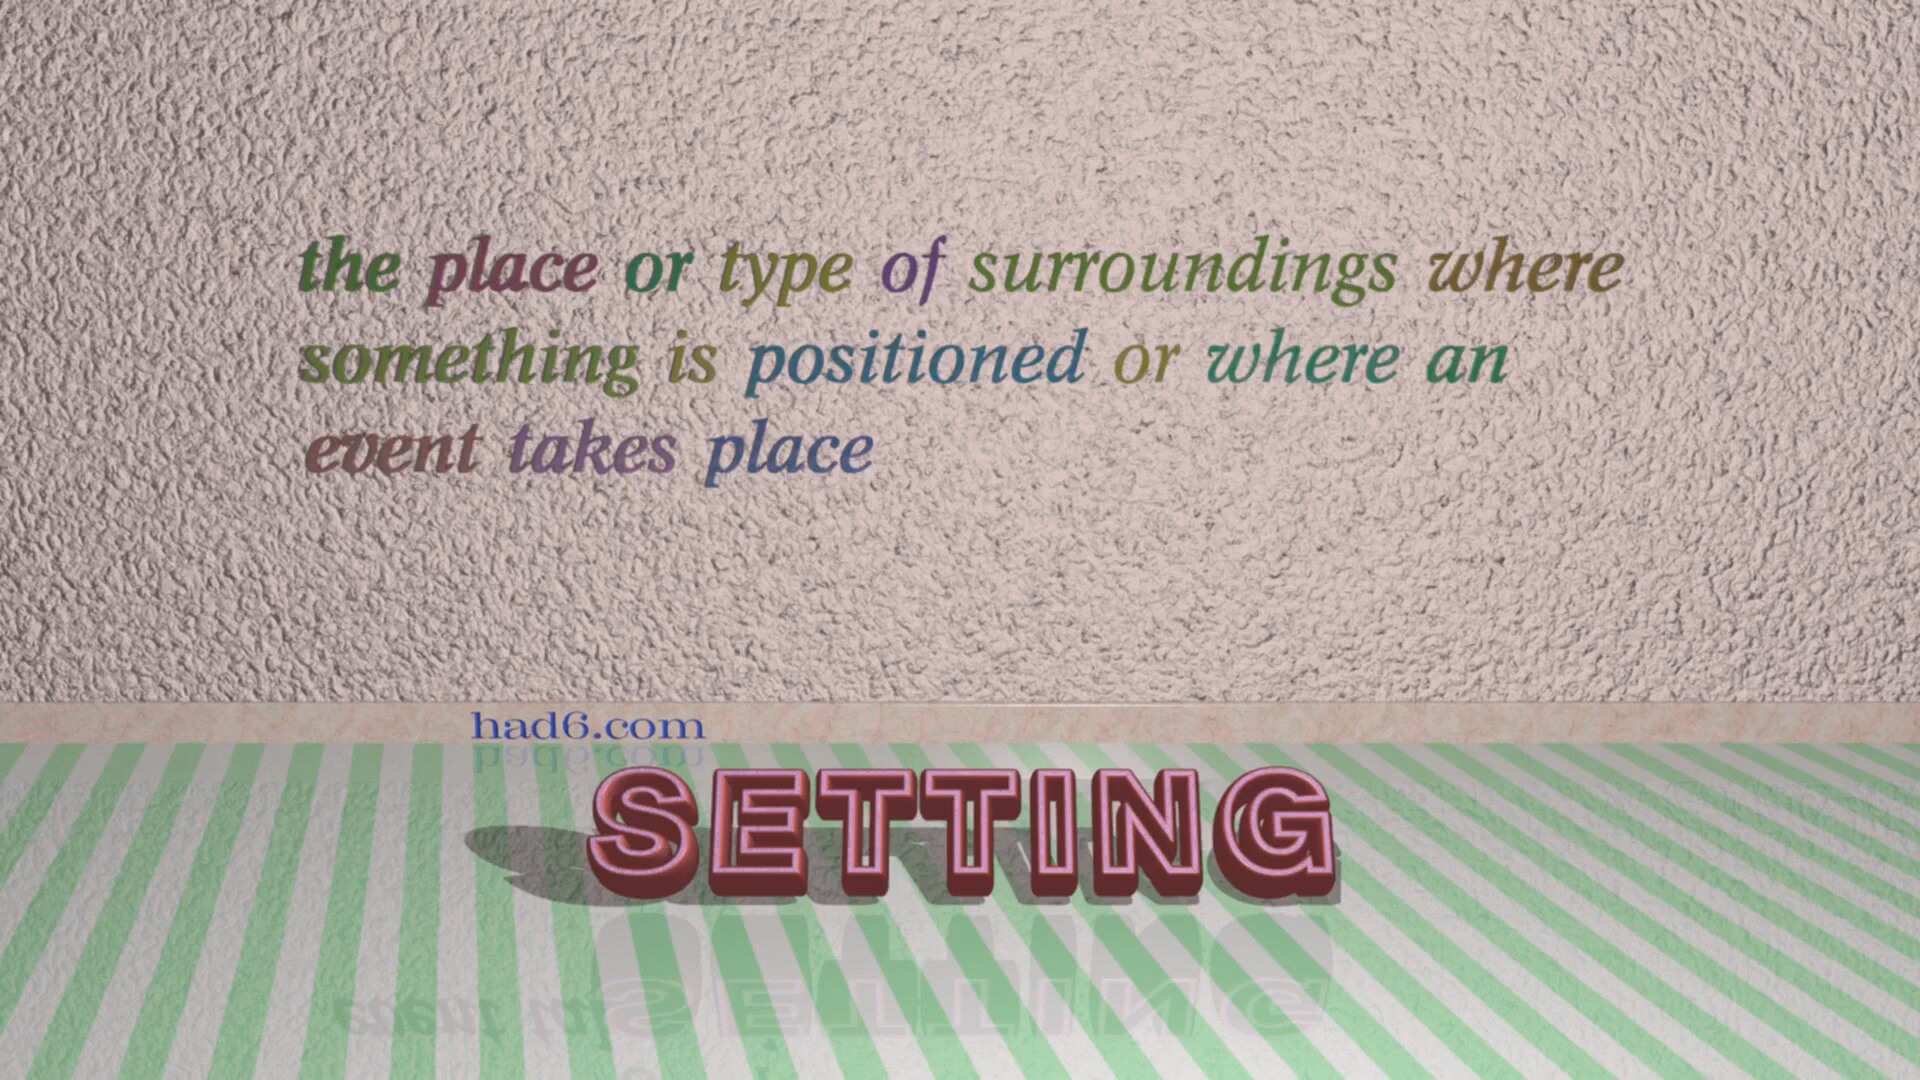 the place or type of surroundings where
something is positioned or where an
event takes place
had6.com
SETTING